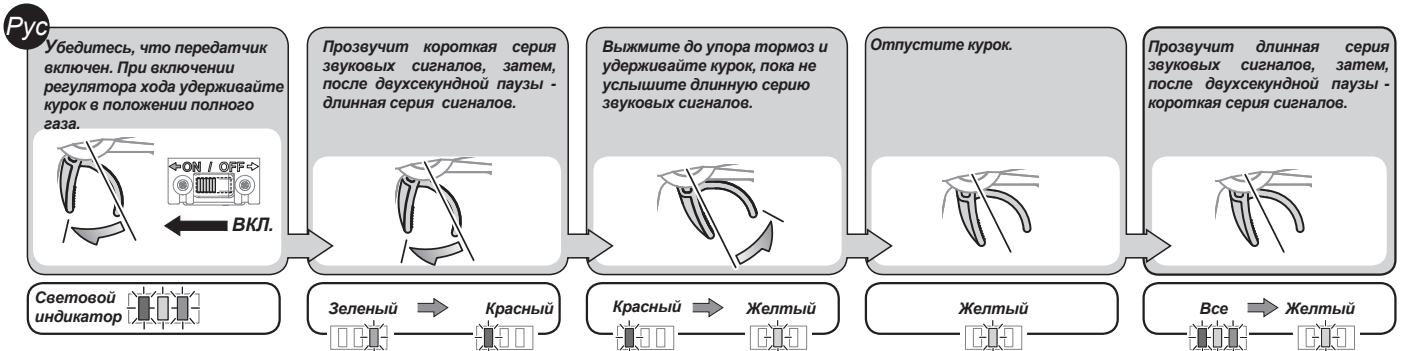 Рус
Убедитесь, что передатчик
включен. При включении
регулятора хода удерживайте
курок в положении полного
газа.
ON / OFF
ВКЛ.
Прозвучит короткая серия
звуковых сигналов, затем,
после двухсекундной паузы -
длинная серия сигналов.
Выжмите до упора тормоз и
удерживайте курок, пока не
услышите длинную серию
звуковых сигналов.
Отпустите курок.
Прозвучит длинная серия
звуковых сигналов, затем,
после двухсекундной паузы -
короткая серия сигналов.
Световой
индикатор
Зеленый Красный
Красный Желтый
Желтый
Все Желтый